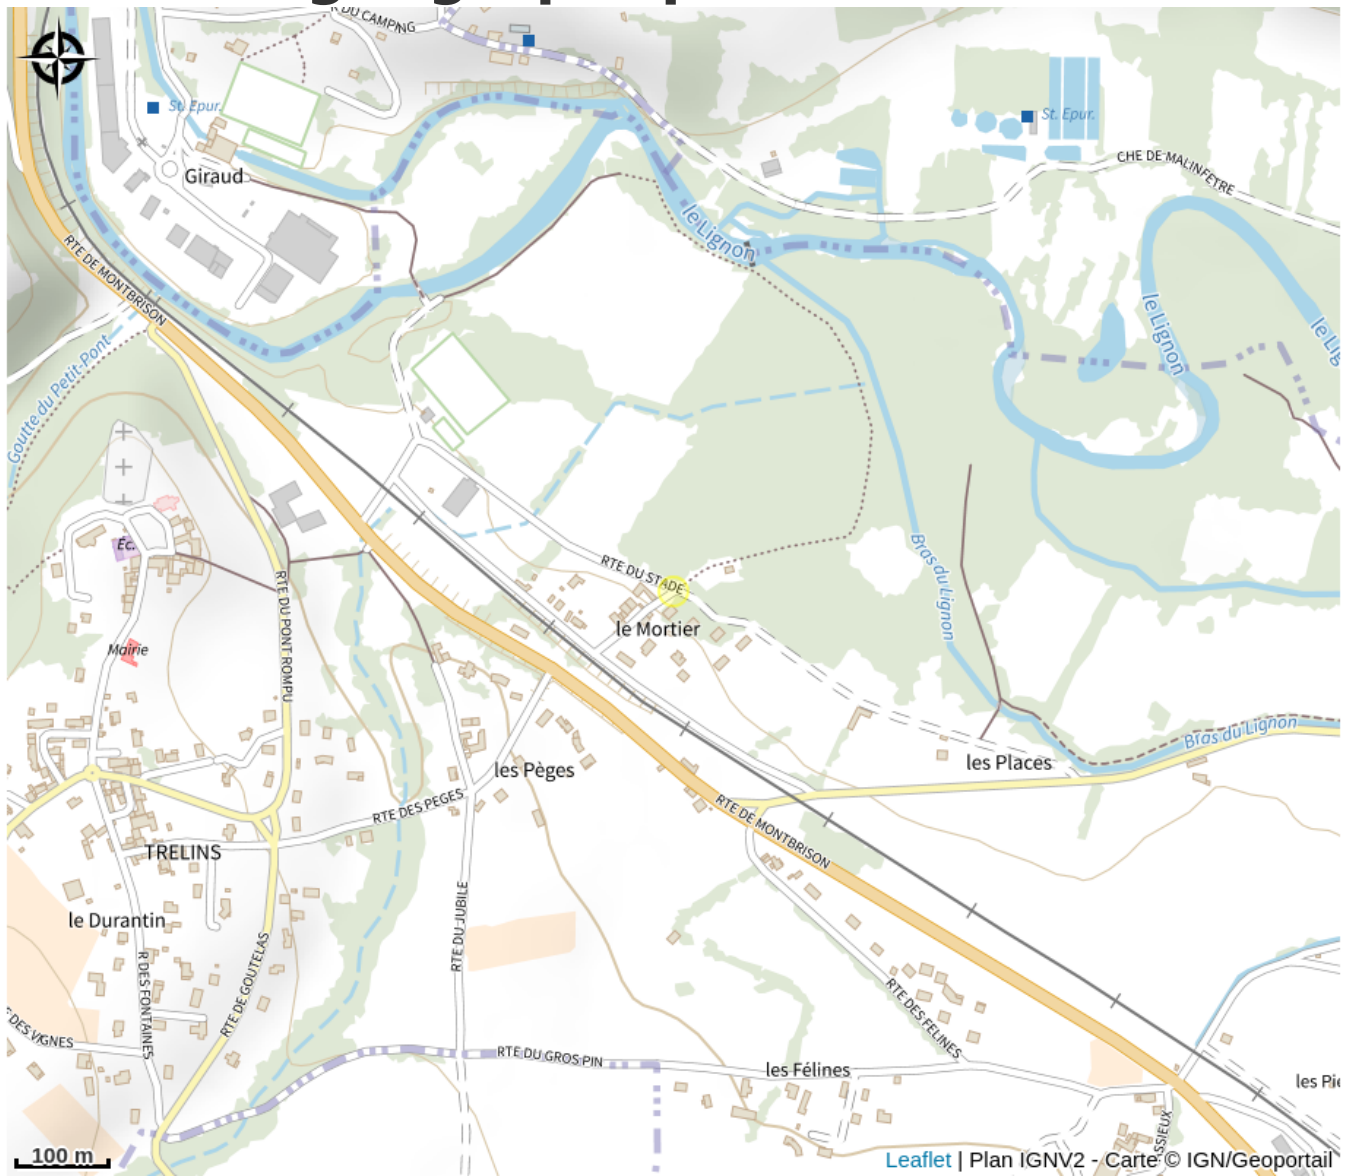 R DU CAMPING
St. Epur.
St. Epur.
CHE DE MALINFETRE
Giraud
le Lignon
RTE DE MONTBRISON
le Lignon
Goutte du Petit-Pont
Éc.
RTE DU STADE
Bras du Lignon
RTE DU PONT ROMPU
le Mortier
Mairie
Bras du Lignon
les Places
les Pèges
RTE DES PEGES
RTE DE MONTBRISON
TRELINS
le Durantin
RTE DU JUBILE
RTE DE GOUTELAS
R DES FONTAINES
RTE DES FELINES
DES VIGNES
RTE DU GROS PIN
les Félines
les Pie
SSIEUX
100 m
Leaflet | Plan IGNV2 - Carte © IGN/Geoportail